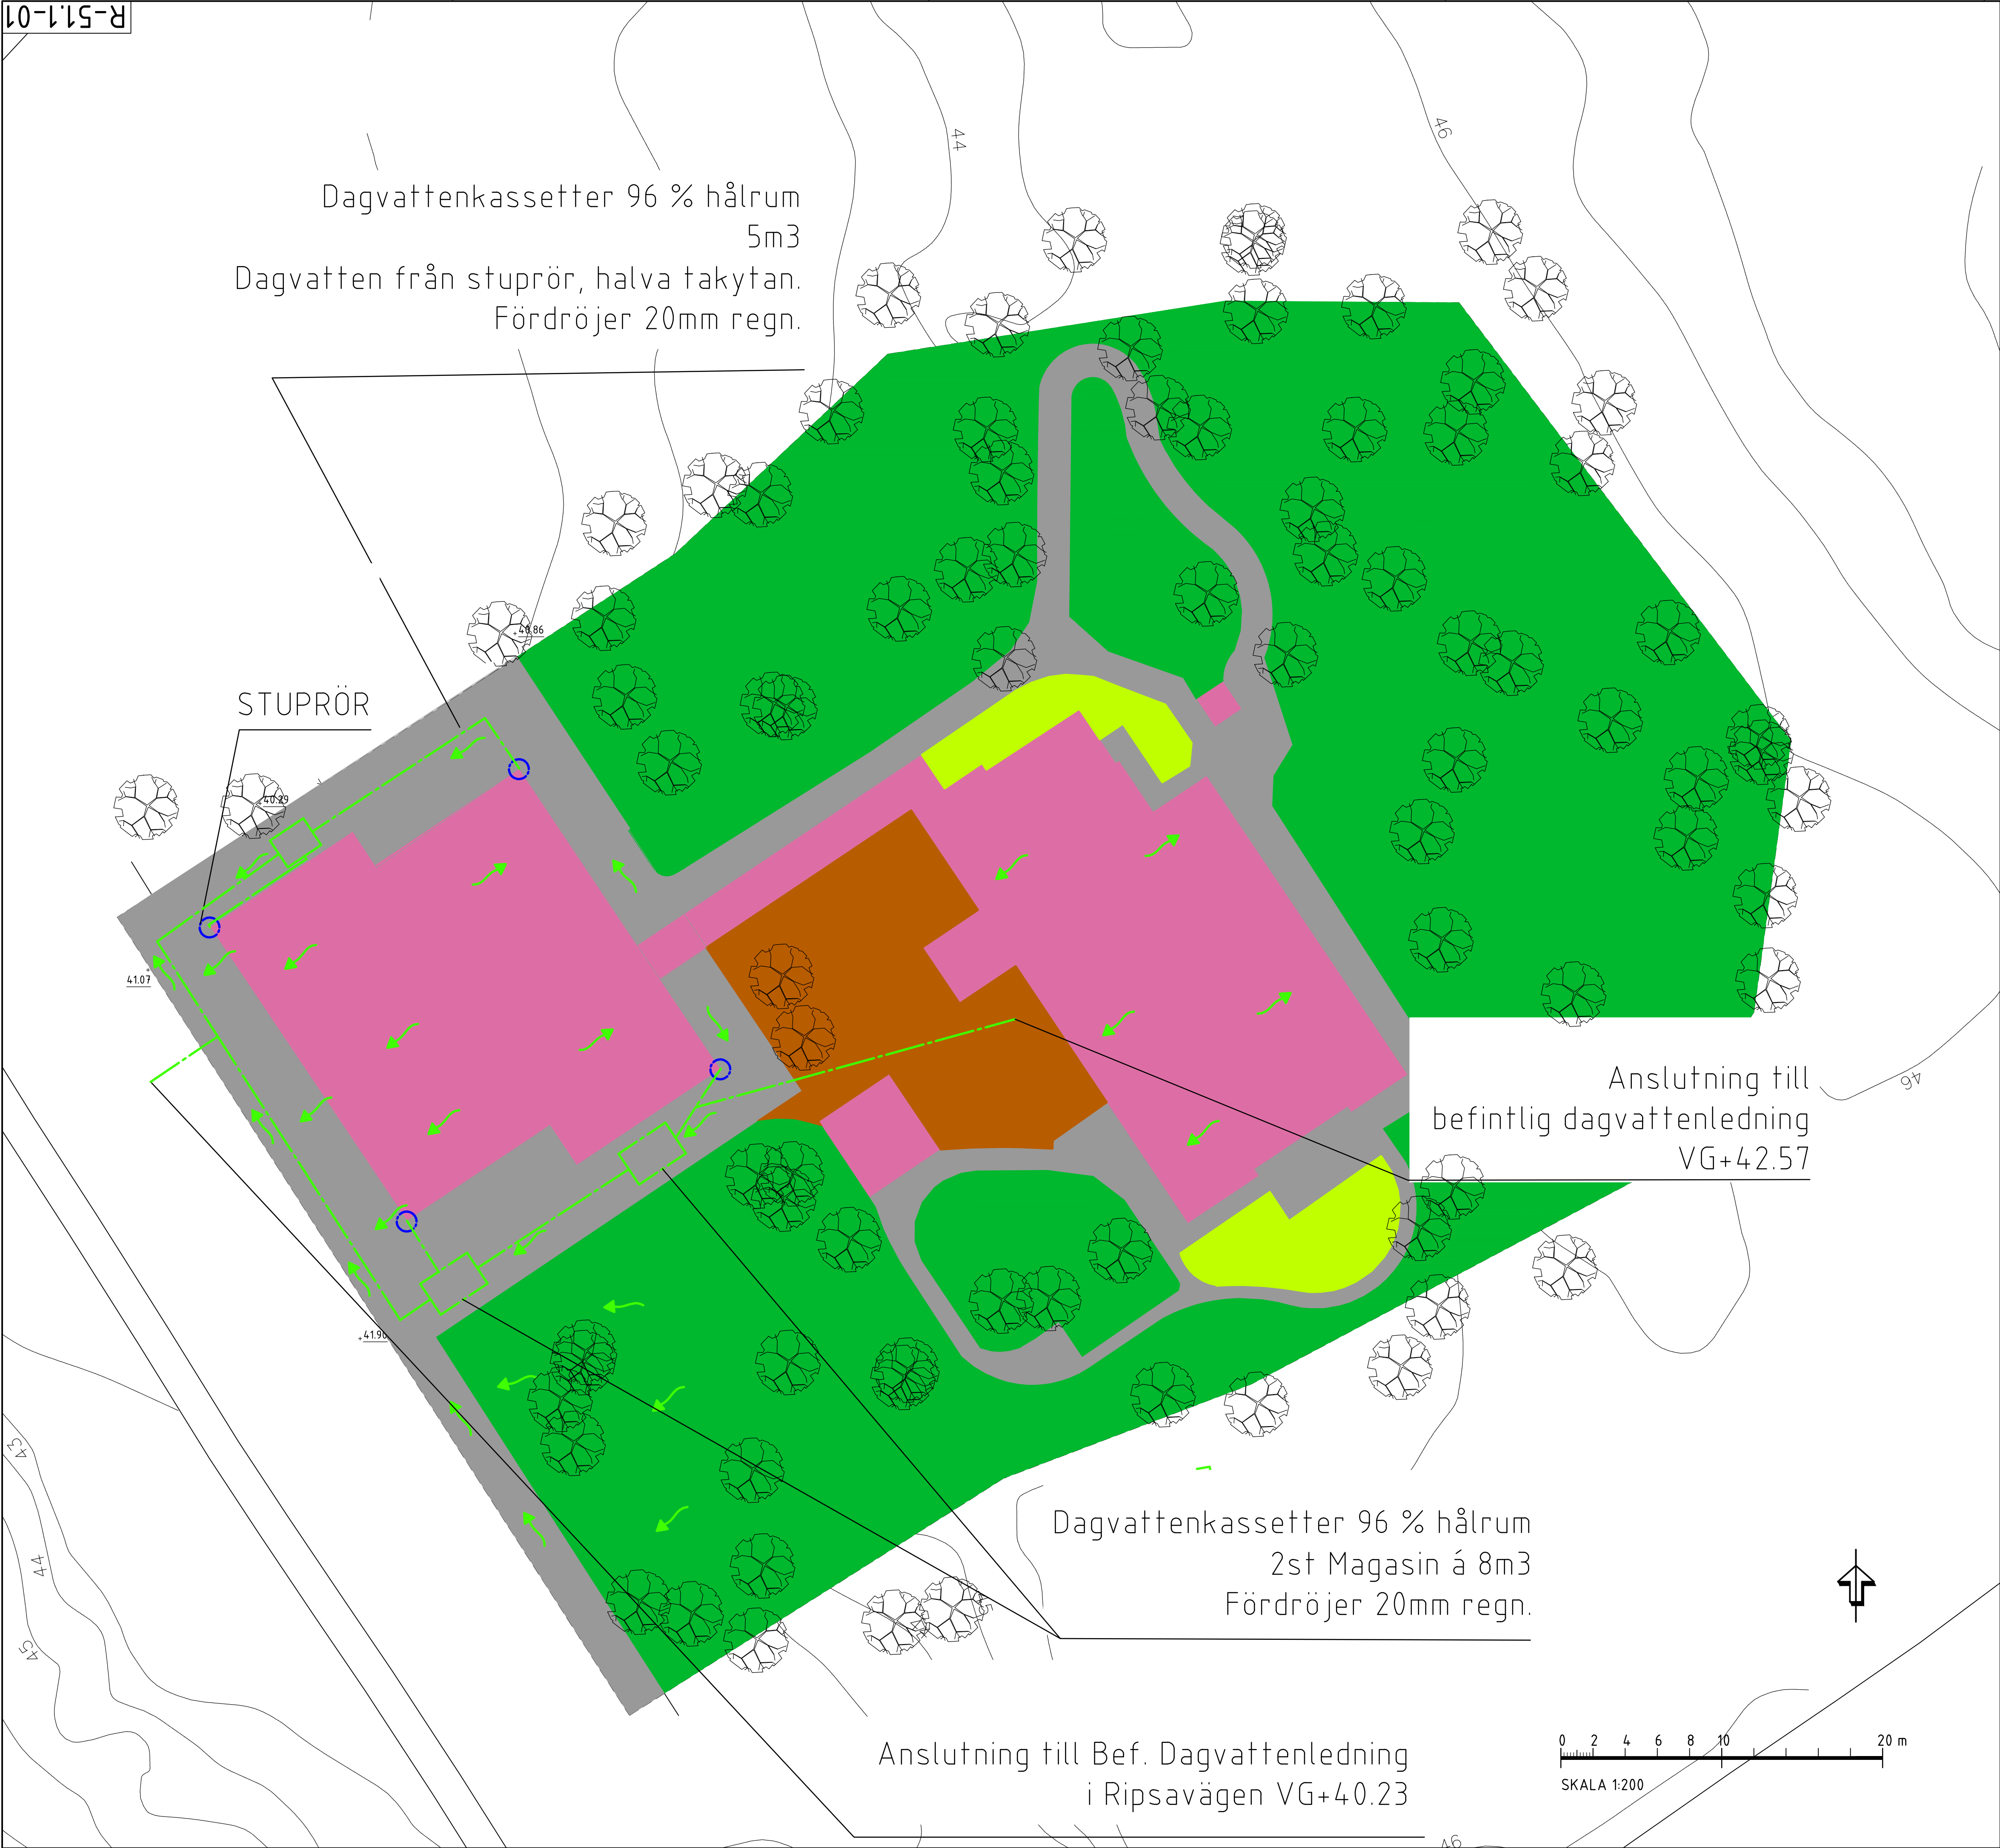 R-51.1-01
44
46
Dagvattenkassetter 96 % hålrum
5m3
Dagvatten från stuprör, halva takytan.
Fördröjer 20mm regn.
40.86
STUPRÖR
40.29
41.07
Anslutning till
befintlig dagvattenledning
VG+42.57
46
41.90
43
44
45
Dagvattenkassetter 96 % hålrum
2st Magasin á 8m3
Fördröjer 20mm regn.
Anslutning till Bef. Dagvattenledning
i Ripsavägen VG+40.23
0 2 4 6 8 10 20 m
SKALA 1:200
46